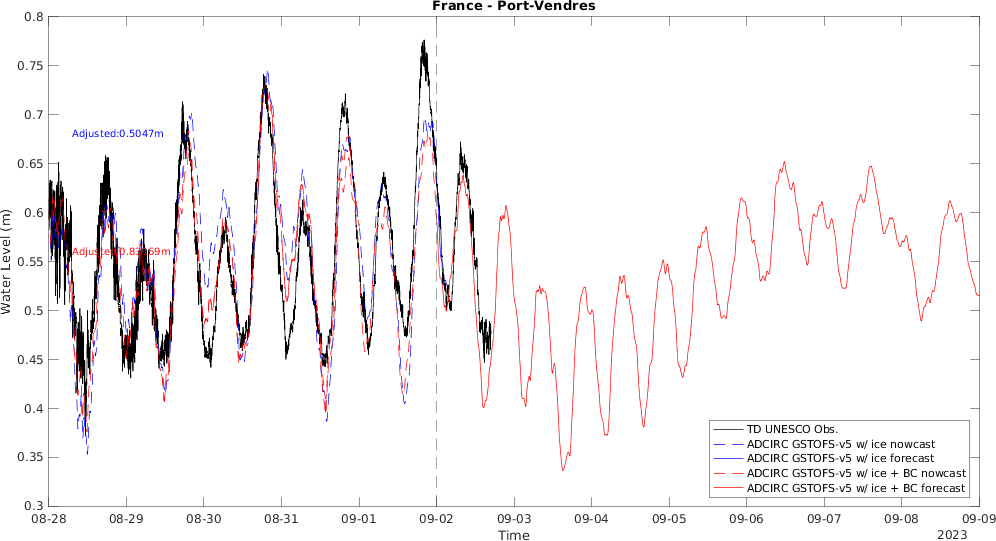 France - Port-Vendres
Water Level (m)
0.8
0.75
0.7
0.65
0.6
0.55
0.5
0.45
0.4
0.35
0.3
Adjusted:0.5047m
08-28
08-29
08-30
08-31
09-01
09-02
09-03
09-04
09-05
09-06
09-07
09-08
09-09
Time
2023
TD UNESCO Obs.
ADCIRC GSTOFS-v5 w/ ice nowcast
ADCIRC GSTOFS-v5 w/ ice forecast
ADCIRC GSTOFS-v5 w/ ice + BC nowcast
ADCIRC GSTOFS-v5 w/ ice + BC forecast